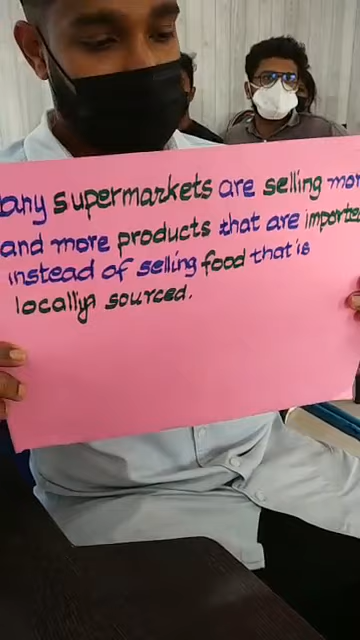 any supermarkets are selling mor
and more products that are importe
instead of selling food that is
locally sourced.